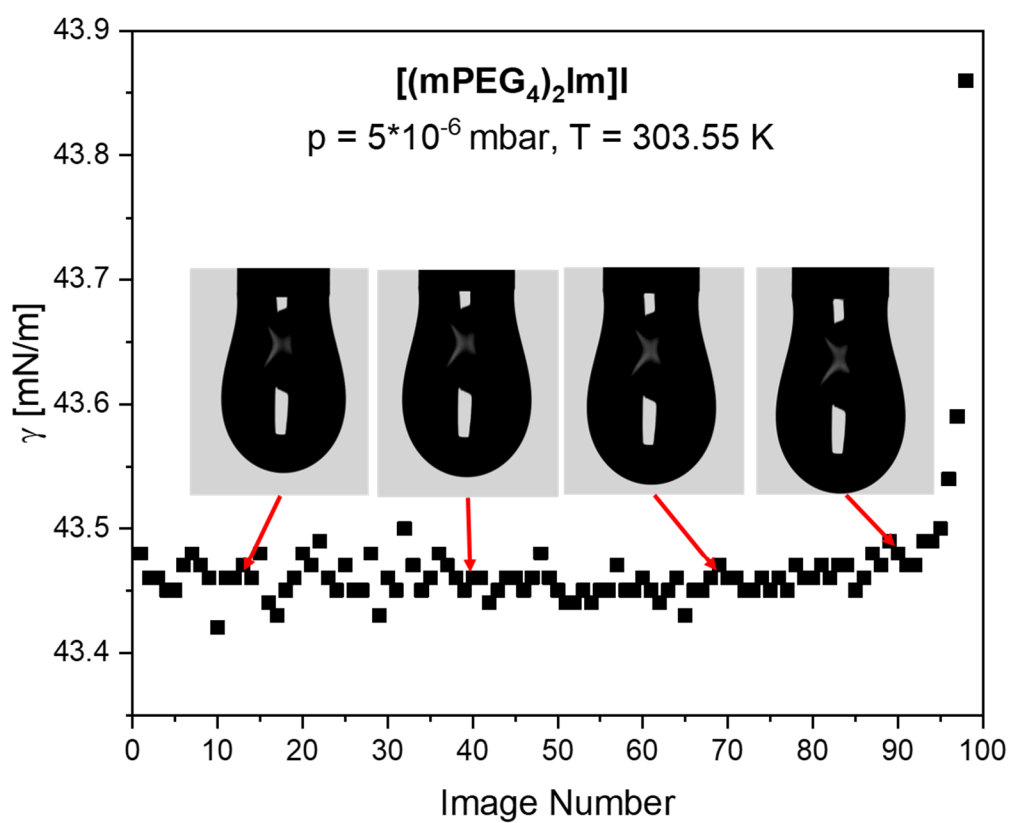 [(mPEG₄)₂Im]I
p = 5*10⁻⁶ mbar, T = 303.55 K
43.9
43.8
43.7
43.6
43.5
43.4
γ [mN/m]
0 10 20 30 40 50 60 70 80 90 100
Image Number